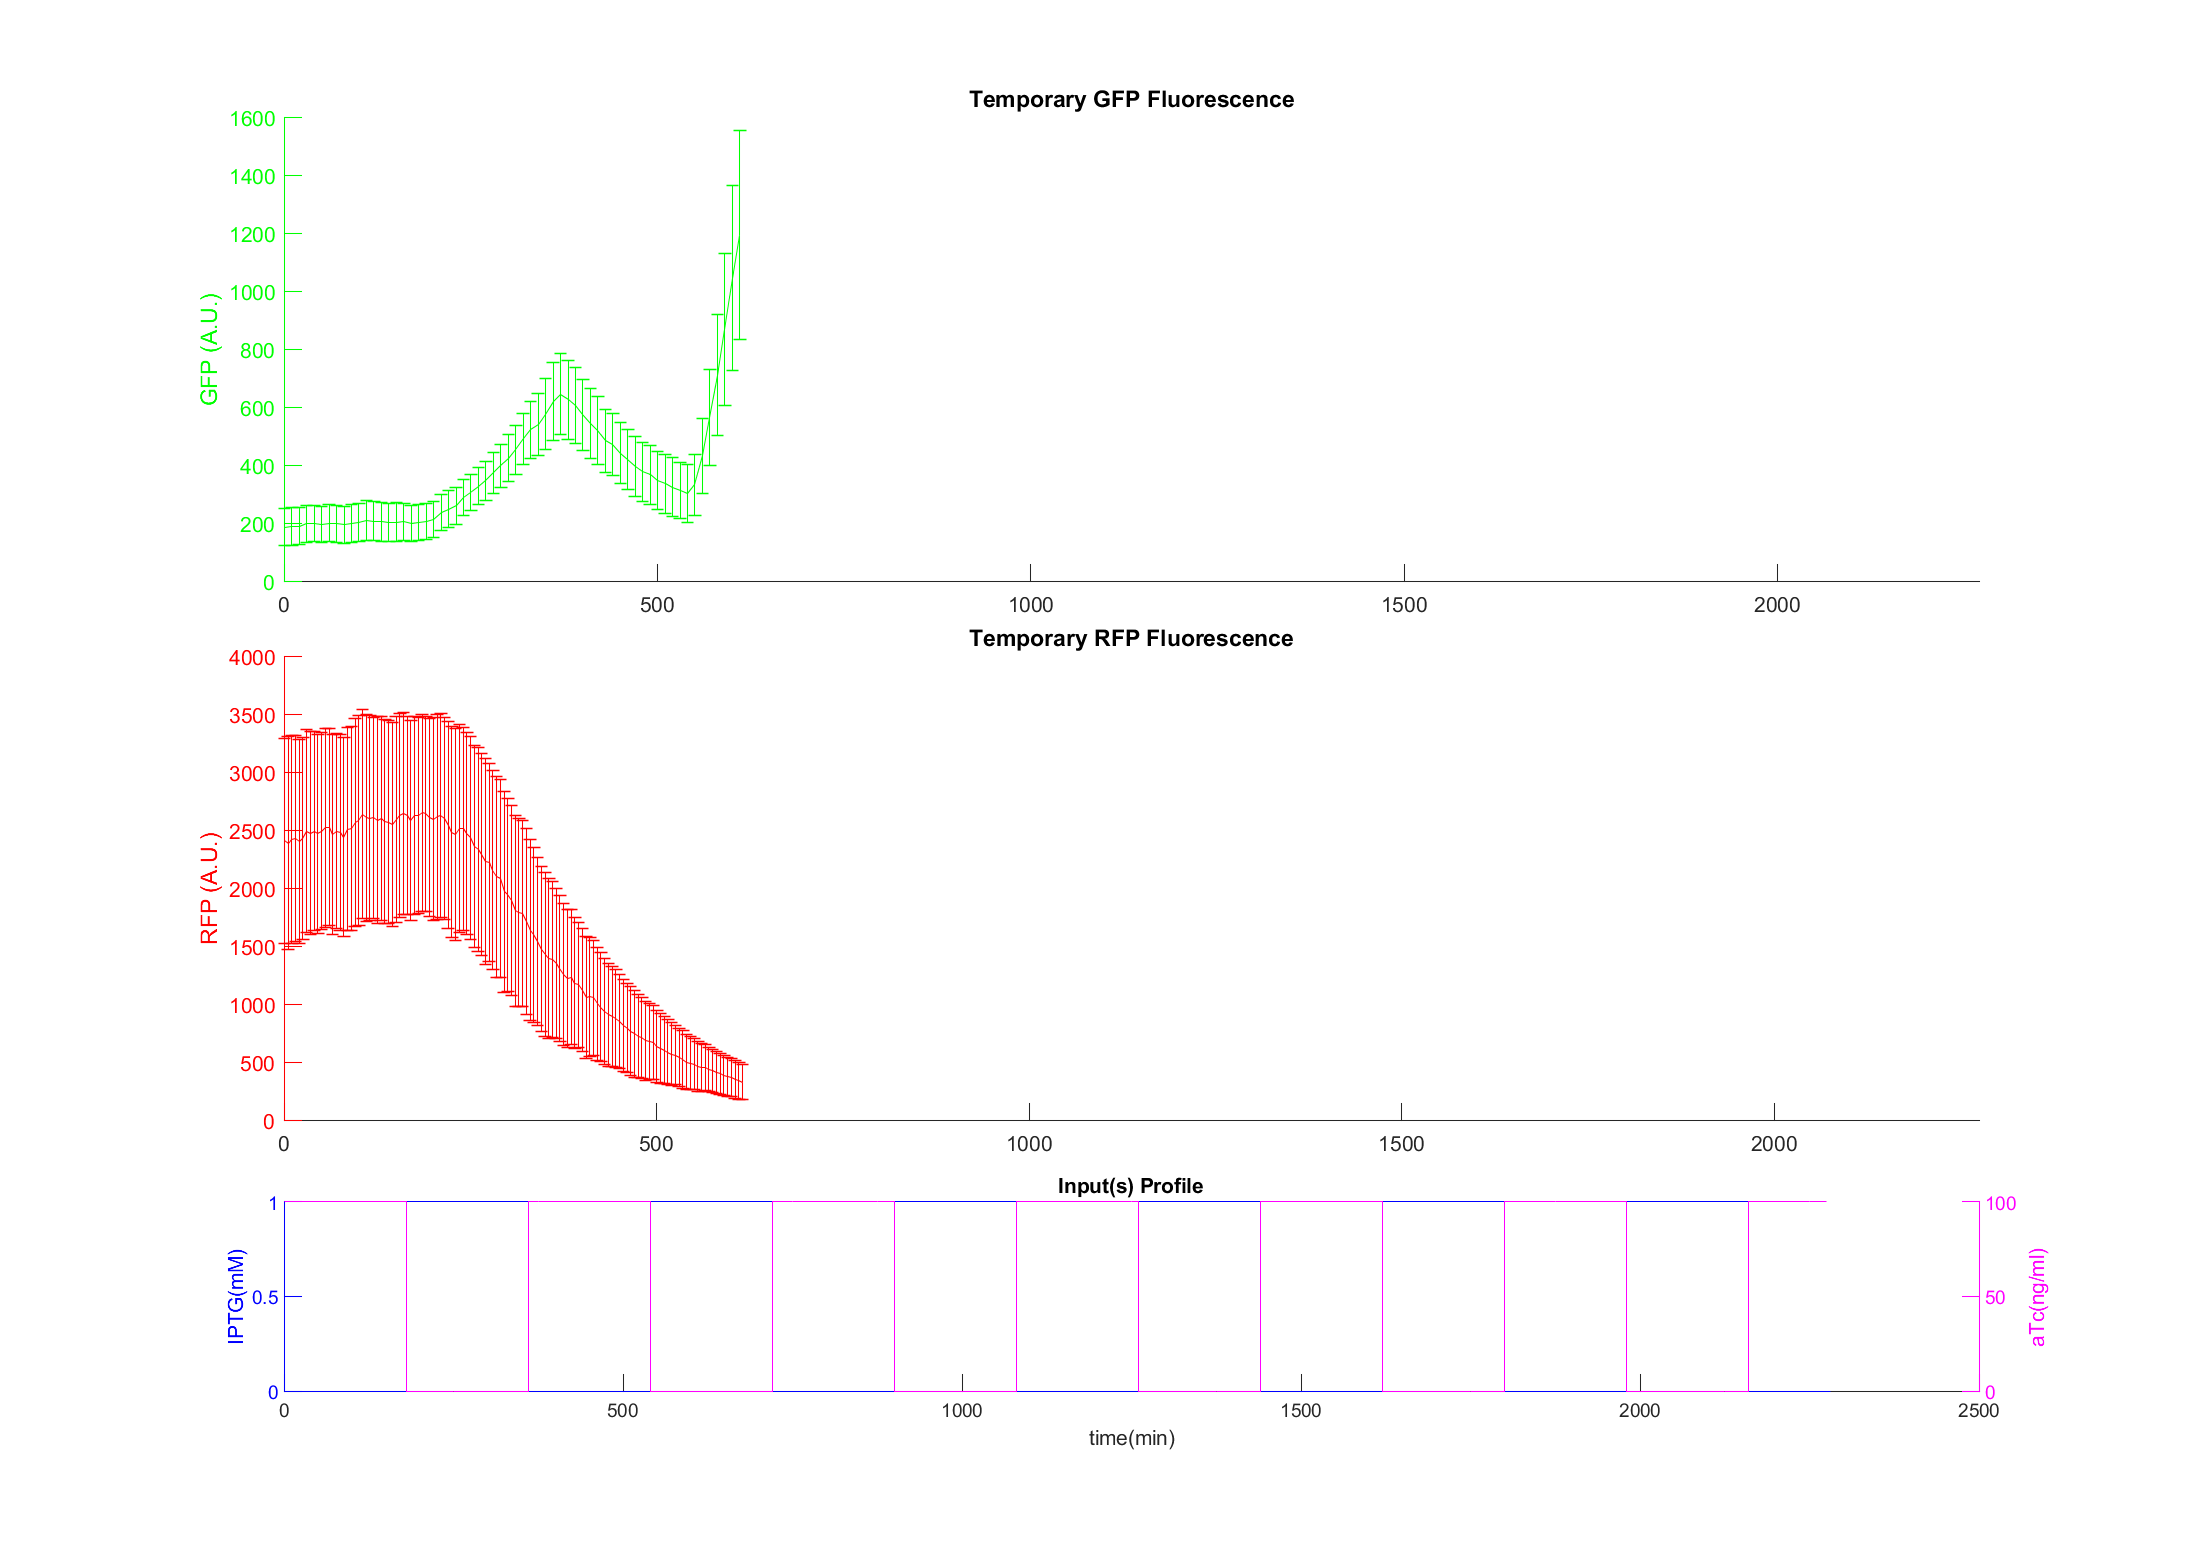 Temporary GFP Fluorescence
1600
1400
1200
1000
800
600
400
200
0
GFP (A.U.)
0 500 1000 1500 2000
Temporary RFP Fluorescence
4000
3500
3000
2500
2000
1500
1000
500
0
RFP (A.U.)
0 500 1000 1500 2000
Input(s) Profile
1
0.5
0
IPTG(mM)
100
50
0
aTc(ng/ml)
0 500 1000 1500 2000 2500
time(min)